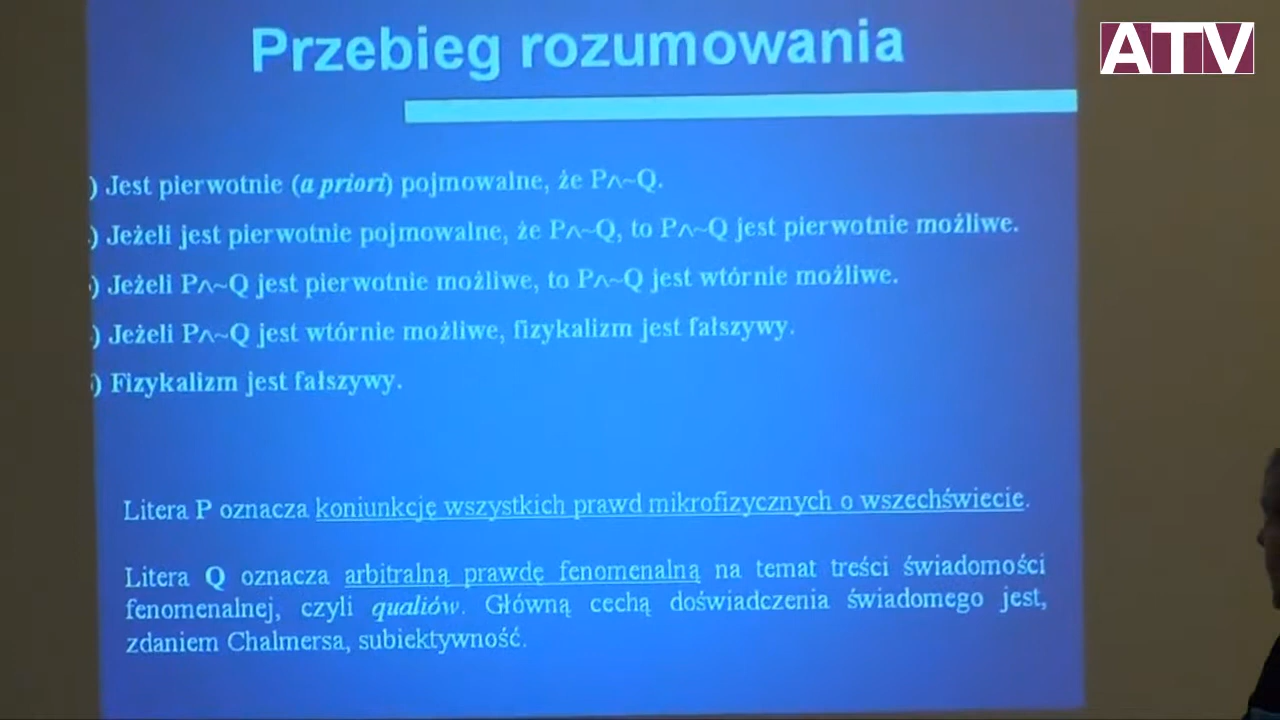 ATV
Przebieg rozumowania
) Jest pierwotnie (a priori) pojmowalne, że P∧~Q.
) Jeżeli jest pierwotnie pojmowalne, że P∧~Q, to P∧~Q jest pierwotnie możliwe.
) Jeżeli P∧~Q jest pierwotnie możliwe, to P∧~Q jest wtórnie możliwe.
) Jeżeli P∧~Q jest wtórnie możliwe, fizykalizm jest fałszywy.
) Fizykalizm jest fałszywy.
Litera P oznacza koniunkcję wszystkich prawd mikrofizycznych o wszechświecie.
Litera Q oznacza arbitralną prawdę fenomenalną na temat treści świadomości
fenomenalnej, czyli qualiów. Główną cechą doświadczenia świadomego jest,
zdaniem Chalmersa, subiektywność.